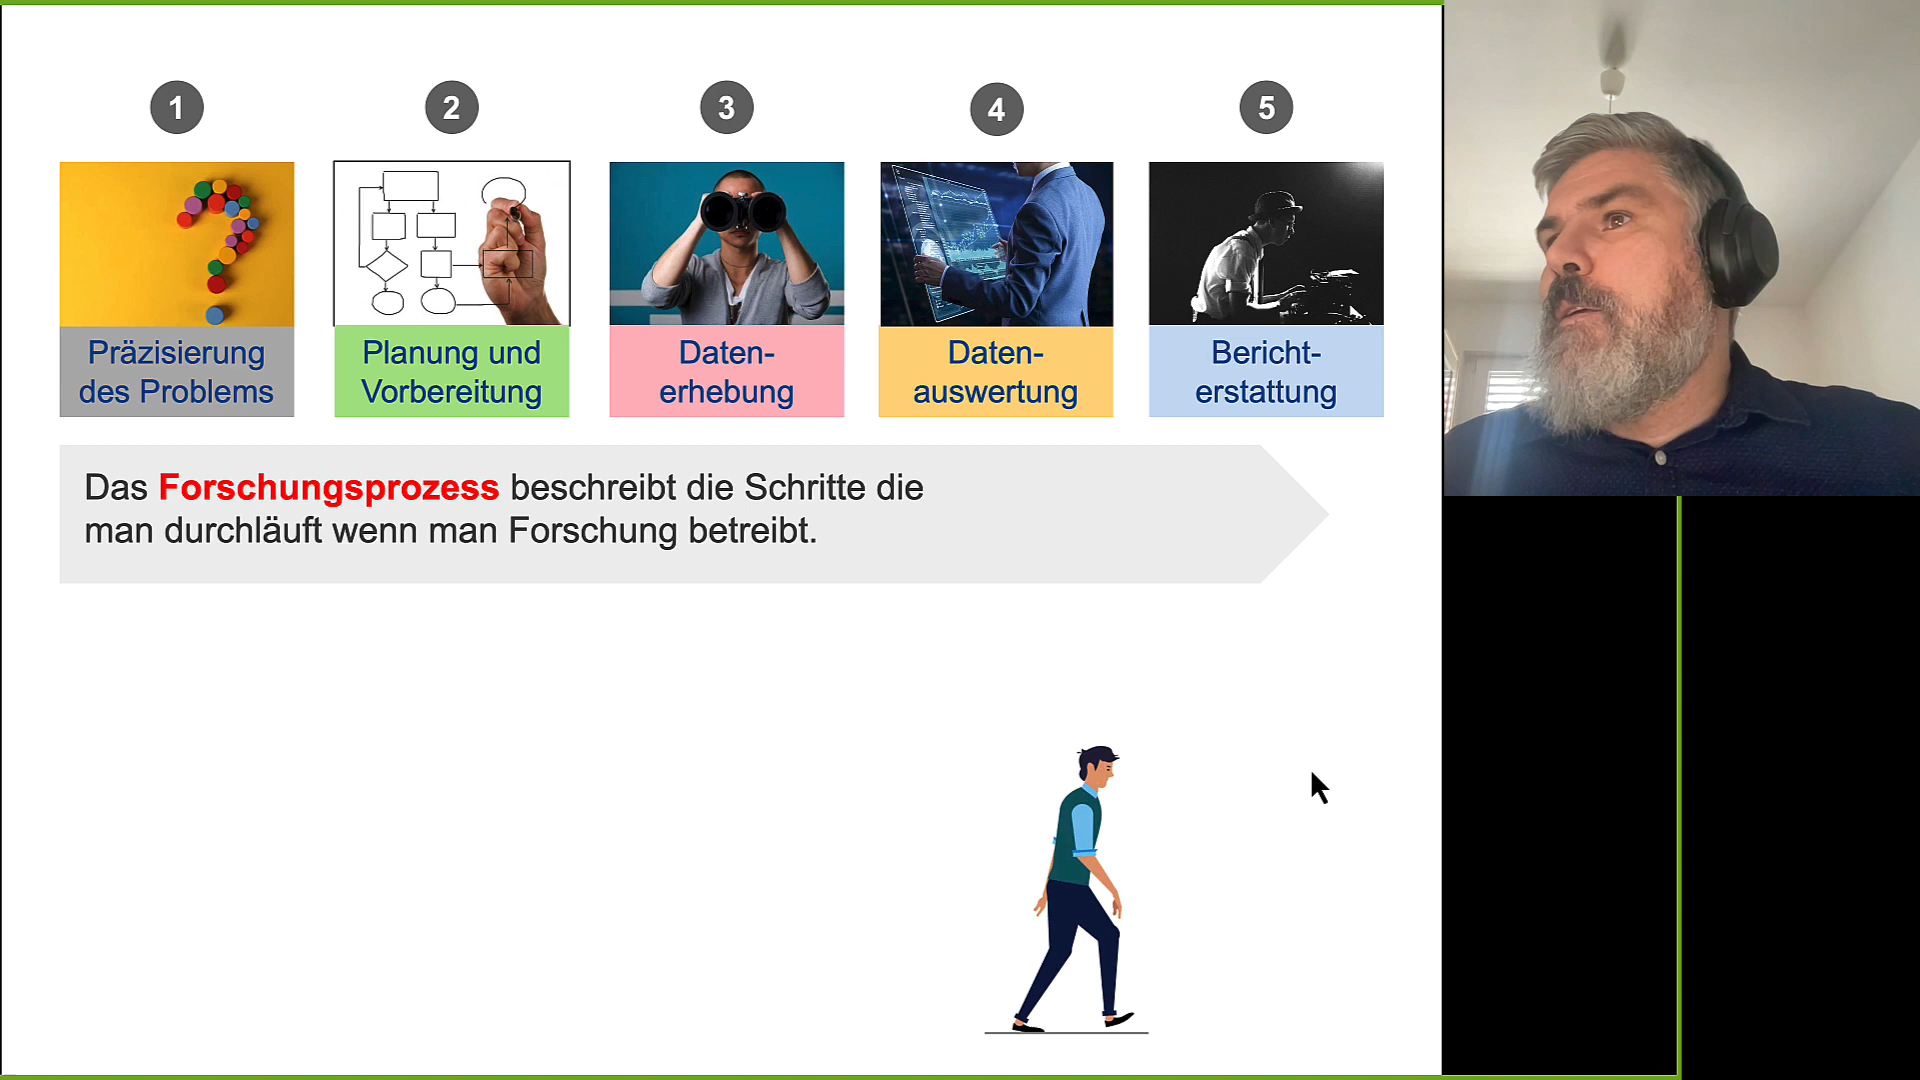 1
2
3
4
5
Präzisierung
des Problems
Planung und
Vorbereitung
Daten-
erhebung
Daten-
auswertung
Bericht-
erstattung
Das Forschungsprozess beschreibt die Schritte die
man durchläuft wenn man Forschung betreibt.